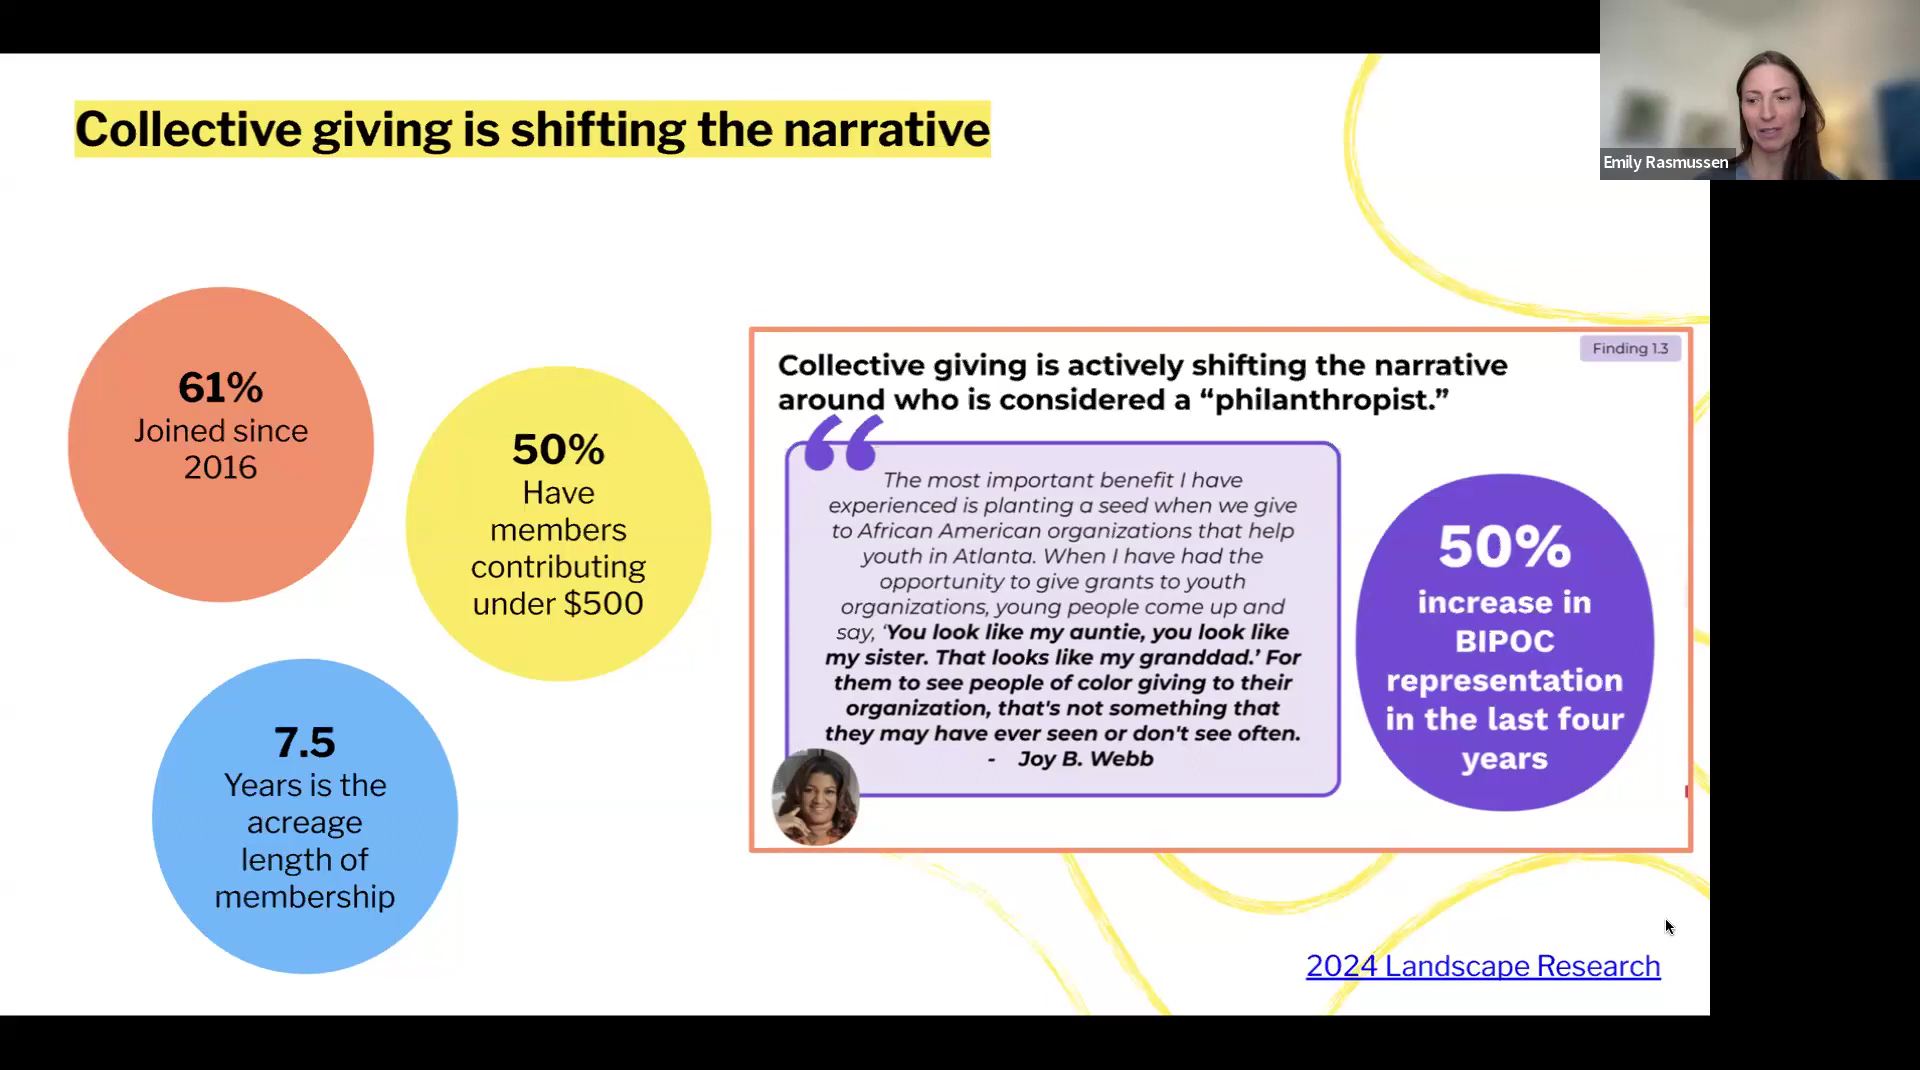 Collective giving is shifting the narrative
Emily Rasmussen
61%
Joined since
2016
50%
Have
members
contributing
under $500
7.5
Years is the
acreage
length of
membership
Finding 1.3
Collective giving is actively shifting the narrative
around who is considered a “philanthropist.”
“
The most important benefit I have
experienced is planting a seed when we give
to African American organizations that help
youth in Atlanta. When I have had the
opportunity to give grants to youth
organizations, young people come up and
say, ‘You look like my auntie, you look like
my sister. That looks like my granddad.’ For
them to see people of color giving to their
organization, that's not something that
they may have ever seen or don't see often.
- Joy B. Webb
50%
increase in
BIPOC
representation
in the last four
years
2024 Landscape Research